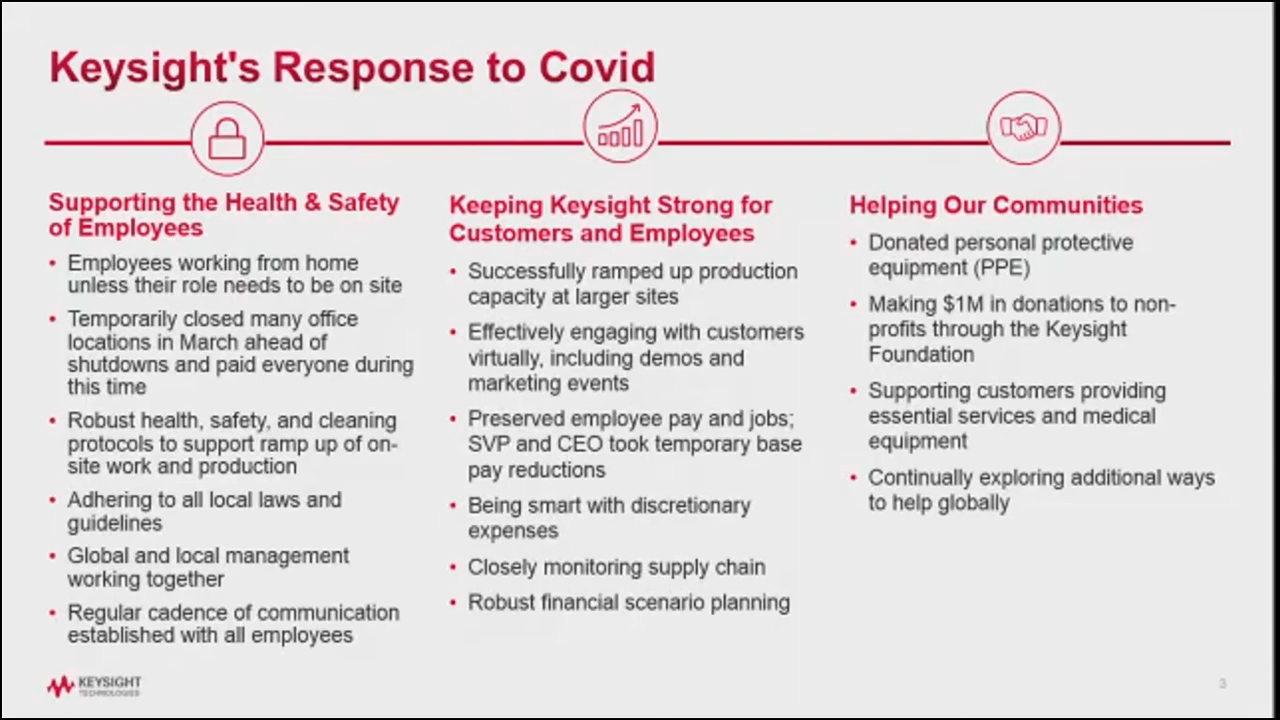 Keysight's Response to Covid
Supporting the Health & Safety
of Employees
• Employees working from home
unless their role needs to be on site
• Temporarily closed many office
locations in March ahead of
shutdowns and paid everyone during
this time
• Robust health, safety, and cleaning
protocols to support ramp up of on-
site work and production
• Adhering to all local laws and
guidelines
• Global and local management
working together
• Regular cadence of communication
established with all employees
Keeping Keysight Strong for
Customers and Employees
• Successfully ramped up production
capacity at larger sites
• Effectively engaging with customers
virtually, including demos and
marketing events
• Preserved employee pay and jobs;
SVP and CEO took temporary base
pay reductions
• Being smart with discretionary
expenses
• Closely monitoring supply chain
• Robust financial scenario planning
Helping Our Communities
• Donated personal protective
equipment (PPE)
• Making $1M in donations to non-
profits through the Keysight
Foundation
• Supporting customers providing
essential services and medical
equipment
• Continually exploring additional ways
to help globally
KEYSIGHT
TECHNOLOGIES
3